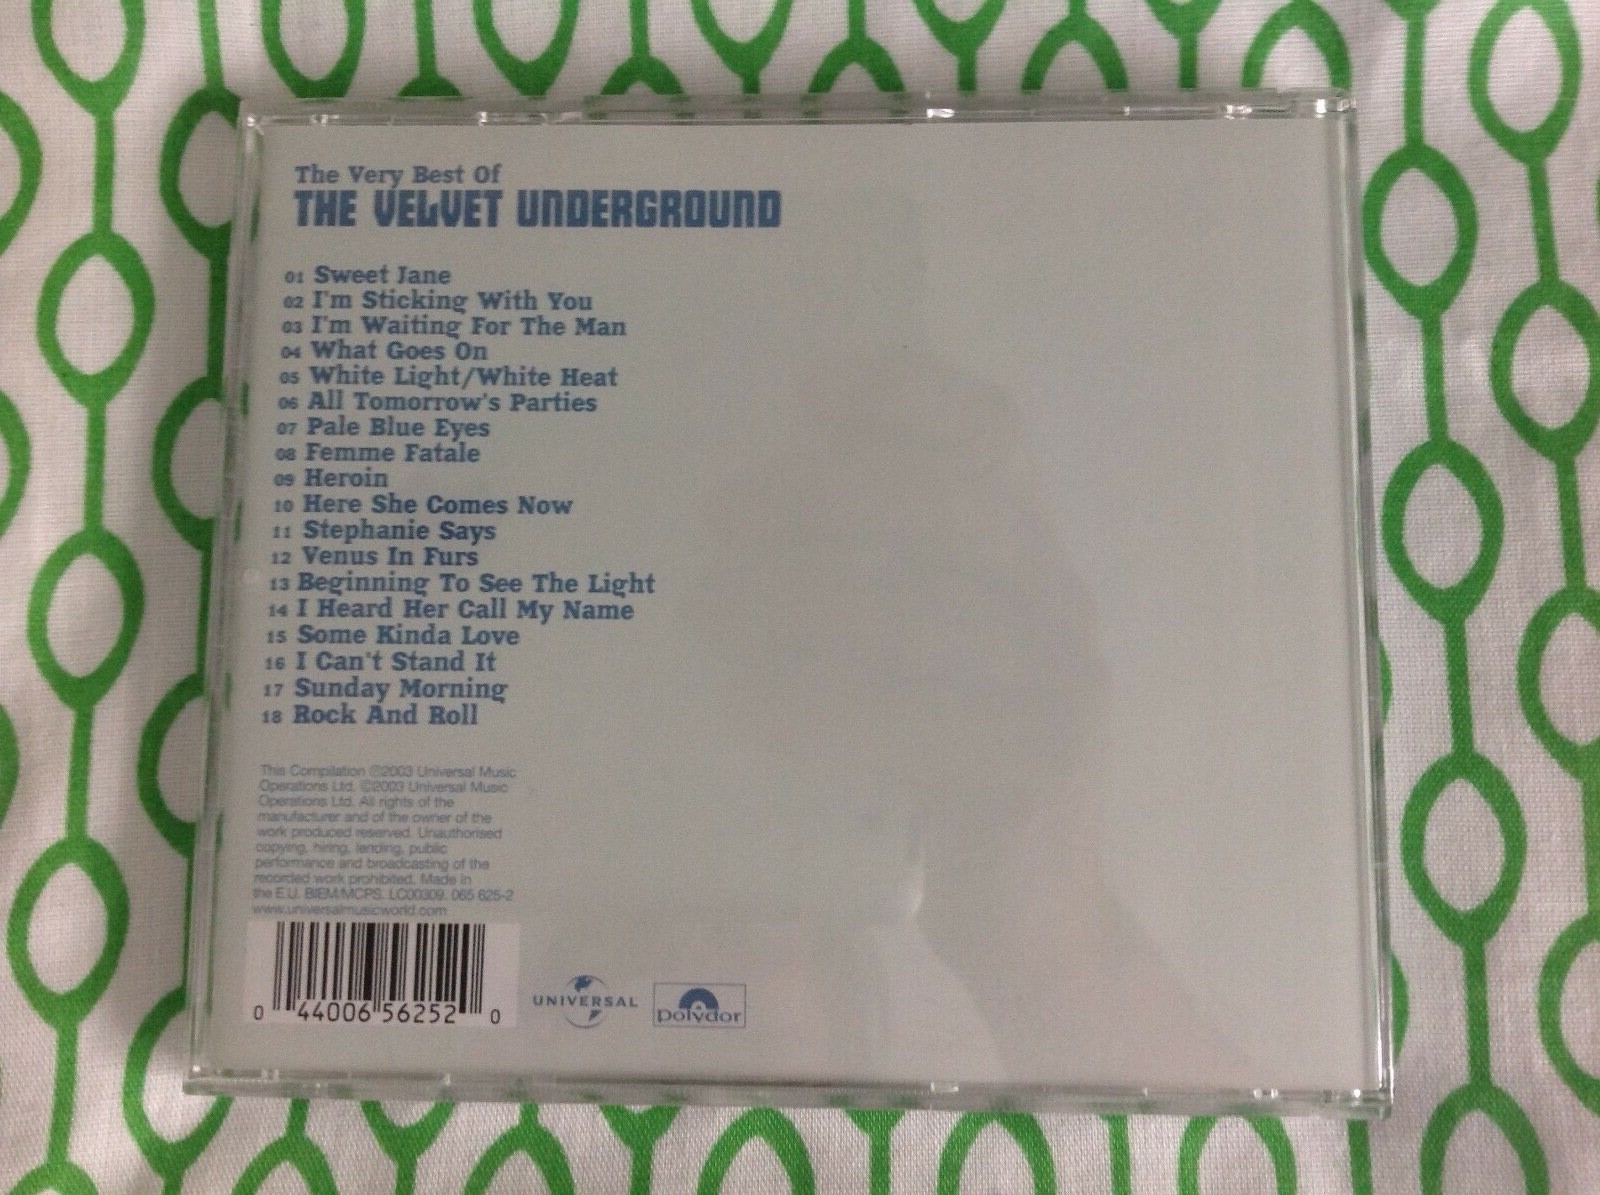 The Very Best Of
THE VELVET UNDERGROUND
01 Sweet Jane
02 I'm Sticking With You
03 I'm Waiting For The Man
04 What Goes On
05 White Light/White Heat
06 All Tomorrow's Parties
07 Pale Blue Eyes
08 Femme Fatale
09 Heroin
10 Here She Comes Now
11 Stephanie Says
12 Venus In Furs
13 Beginning To See The Light
14 I Heard Her Call My Name
15 Some Kinda Love
16 I Can't Stand It
17 Sunday Morning
18 Rock And Roll
This Compilation ℗2003 Universal Music
Operations Ltd. ©2003 Universal Music
Operations Ltd. All rights of the
manufacturer and of the owner of the
work produced reserved. Unauthorised
copying, hiring, lending, public
performance and broadcasting of the
recorded work prohibited. Made in
the E.U. BIEM/MCPS. LC00309. 065 625-2
www.universalmusicworld.com
0 44006 56252 0
UNIVERSAL
polydor